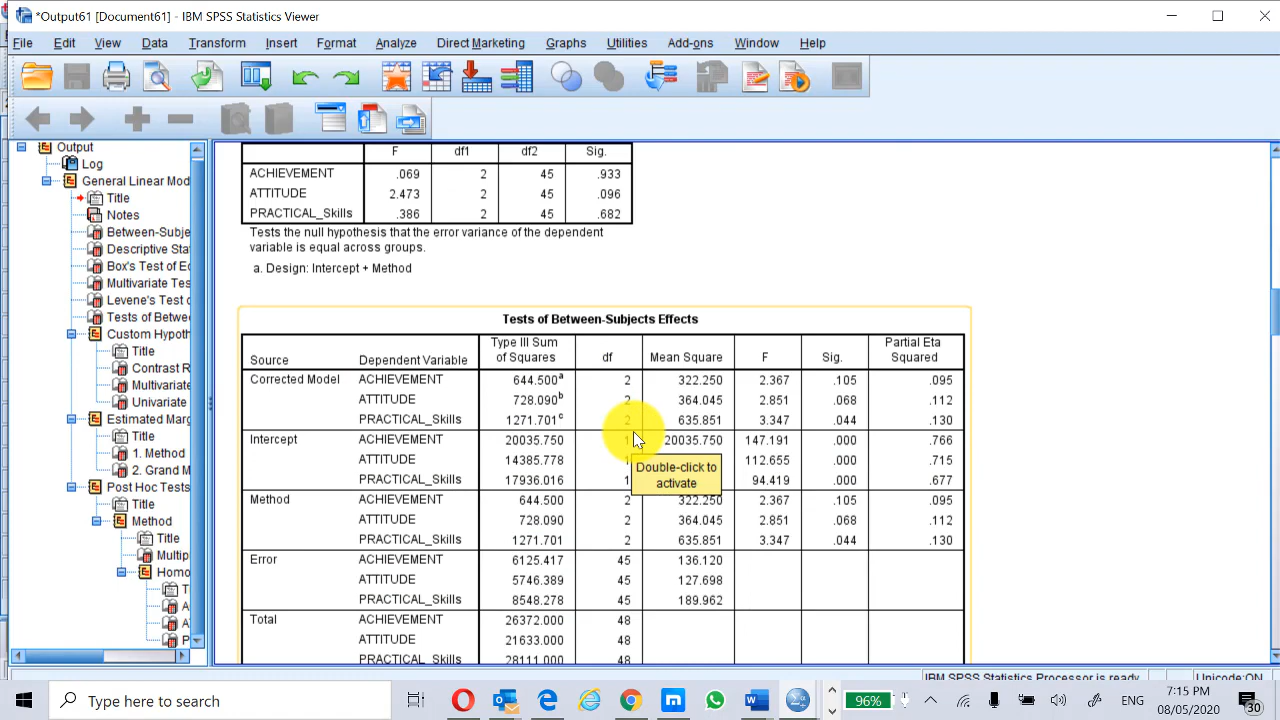 *Output61 [Document61] - IBM SPSS Statistics Viewer
File Edit View Data Transform Insert Format Analyze Direct Marketing Graphs Utilities Add-ons Window Help
Output
Log
General Linear Mod
Title
Notes
Between-Subje
Descriptive Stat
Box's Test of Ec
Multivariate Tes
Levene's Test o
Tests of Betwee
Custom Hypoth
Title
Contrast R
Multivariate
Univariate
Estimated Marg
Title
1. Method
2. Grand M
Post Hoc Tests
Method
Title
Multip
Homo
T
A
A
P
F df1 df2 Sig.
ACHIEVEMENT .069 2 45 .933
ATTITUDE 2.473 2 45 .096
PRACTICAL_Skills .386 2 45 .682
Tests the null hypothesis that the error variance of the dependent
variable is equal across groups.
a. Design: Intercept + Method
Tests of Between-Subjects Effects
Source Dependent Variable Type III Sum of Squares df Mean Square F Sig. Partial Eta Squared
Corrected Model ACHIEVEMENT 644.500a 2 322.250 2.367 .105 .095
ATTITUDE 728.090b 2 364.045 2.851 .068 .112
PRACTICAL_Skills 1271.701c 2 635.851 3.347 .044 .130
Intercept ACHIEVEMENT 20035.750 1 20035.750 147.191 .000 .766
ATTITUDE 14385.778 1 112.655 .000 .715
PRACTICAL_Skills 17936.016 1 94.419 .000 .677
Double-click to
activate
Method ACHIEVEMENT 644.500 2 322.250 2.367 .105 .095
ATTITUDE 728.090 2 364.045 2.851 .068 .112
PRACTICAL_Skills 1271.701 2 635.851 3.347 .044 .130
Error ACHIEVEMENT 6125.417 45 136.120
ATTITUDE 5746.389 45 127.698
PRACTICAL_Skills 8548.278 45 189.962
Total ACHIEVEMENT 26372.000 48
ATTITUDE 21633.000 48
PRACTICAL_Skills 28111.000 48
IBM SPSS Statistics Processor is ready Unicode:ON
Type here to search
96%
ENG
7:15 PM
08/05/2020
30